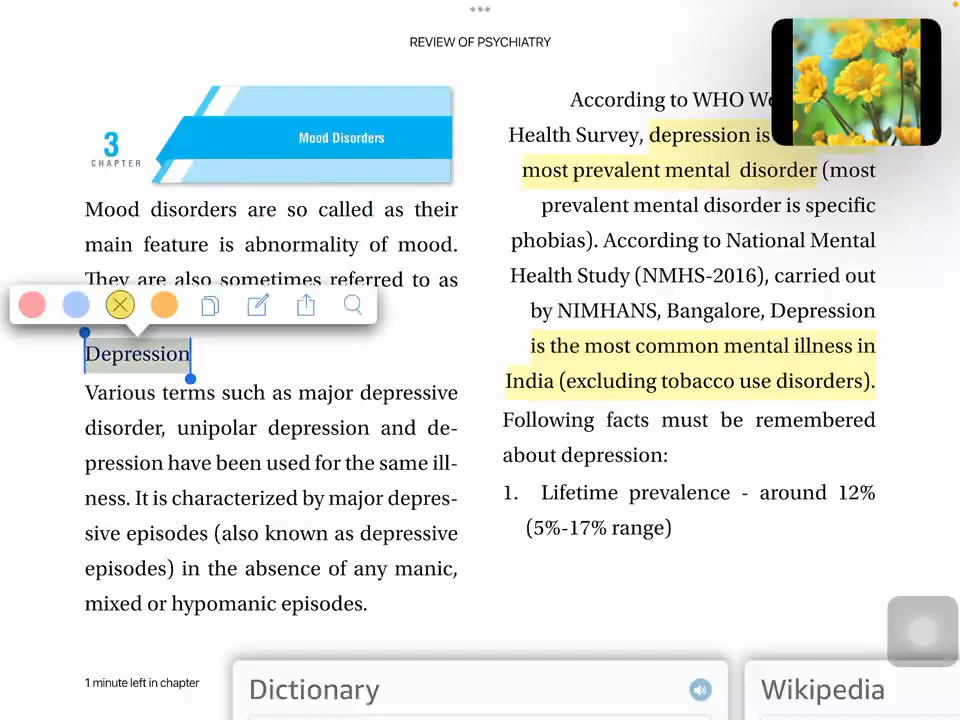 REVIEW OF PSYCHIATRY
3
CHAPTER
Mood Disorders
Mood disorders are so called as their
main feature is abnormality of mood.
They are also sometimes referred to as
Depression
Various terms such as major depressive
disorder, unipolar depression and de-
pression have been used for the same ill-
ness. It is characterized by major depres-
sive episodes (also known as depressive
episodes) in the absence of any manic,
mixed or hypomanic episodes.
According to WHO
Health Survey, depression is
most prevalent mental disorder (most
prevalent mental disorder is specific
phobias). According to National Mental
Health Study (NMHS-2016), carried out
by NIMHANS, Bangalore, Depression
is the most common mental illness in
India (excluding tobacco use disorders).
Following facts must be remembered
about depression:
1. Lifetime prevalence - around 12%
(5%-17% range)
1 minute left in chapter
Dictionary
Wikipedia